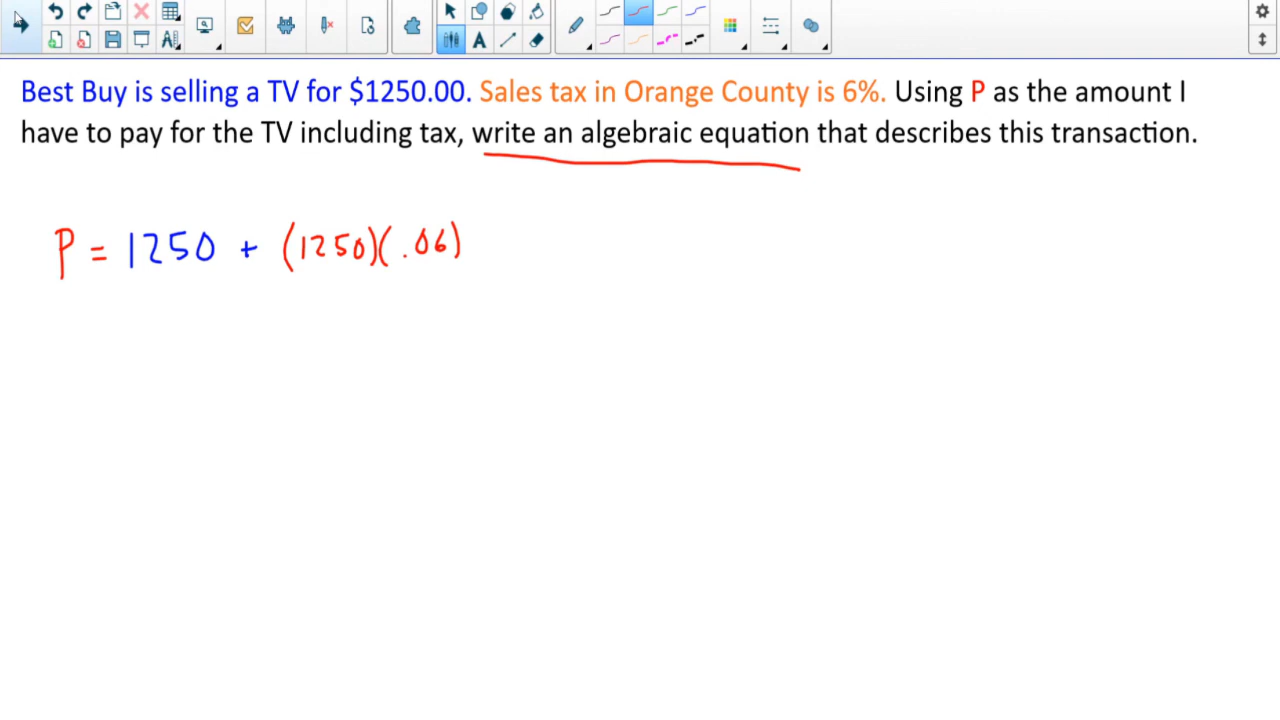 Best Buy is selling a TV for $1250.00. Sales tax in Orange County is 6%. Using P as the amount I
have to pay for the TV including tax, write an algebraic equation that describes this transaction.
P = 1250 + (1250)(.06)